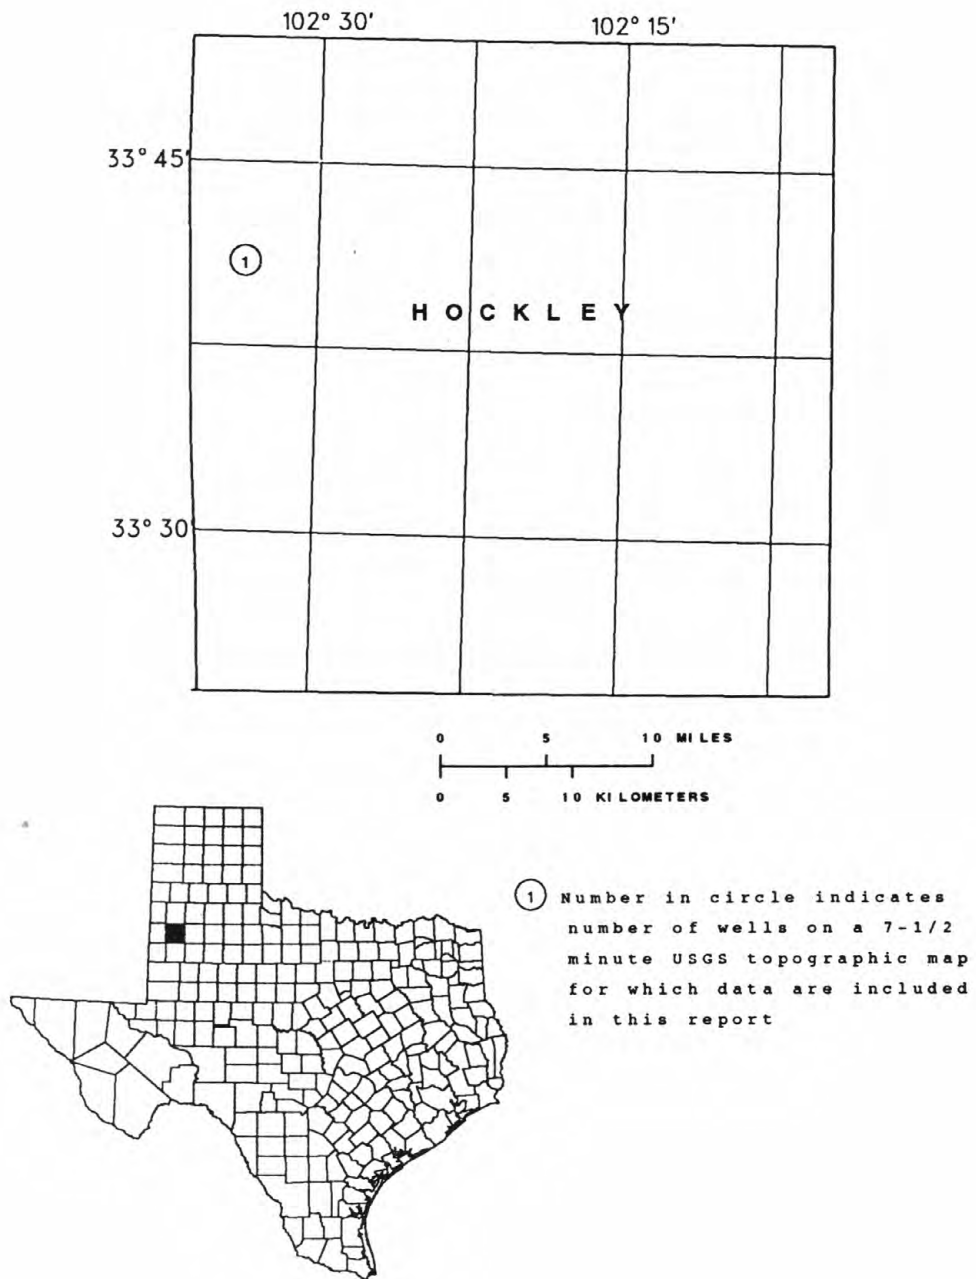 102° 30' 102° 15'
33° 45'
1
HOCKLEY
33° 30'
0 5 10 MILES
0 5 10 KILOMETERS
1 Number in circle indicates
number of wells on a 7-1/2
minute USGS topographic map
for which data are included
in this report